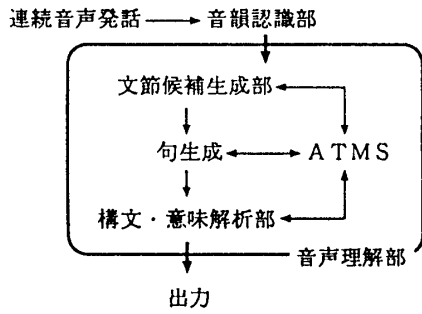 連続音声発話 音韻認識部
文節候補生成部
句生成 ATMS
構文・意味解析部
音声理解部
出力